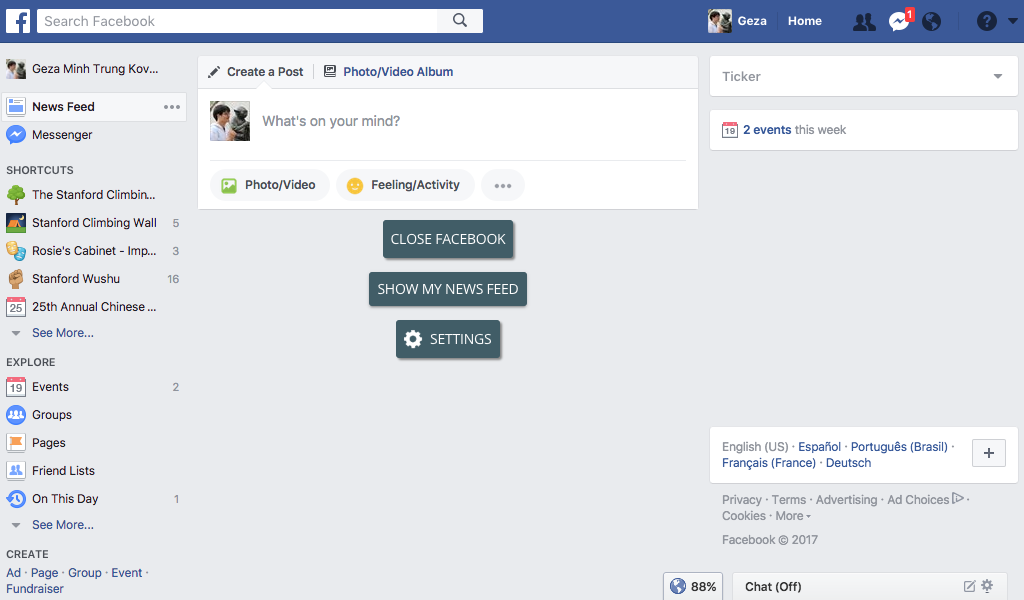 f
Search Facebook
Geza
Home
1
?
Geza Minh Trung Kov...
News Feed
Messenger
SHORTCUTS
The Stanford Climbin...
Stanford Climbing Wall 5
Rosie's Cabinet - Imp... 3
Stanford Wushu 16
25 25th Annual Chinese ...
See More...
EXPLORE
19 Events 2
Groups
Pages
Friend Lists
On This Day 1
See More...
CREATE
Ad · Page · Group · Event ·
Fundraiser
Create a Post
Photo/Video Album
What's on your mind?
Photo/Video
Feeling/Activity
CLOSE FACEBOOK
SHOW MY NEWS FEED
SETTINGS
Ticker
19 2 events this week
English (US) · Español · Português (Brasil) ·
Français (France) · Deutsch
+
Privacy · Terms · Advertising · Ad Choices ·
Cookies · More
Facebook © 2017
88%
Chat (Off)